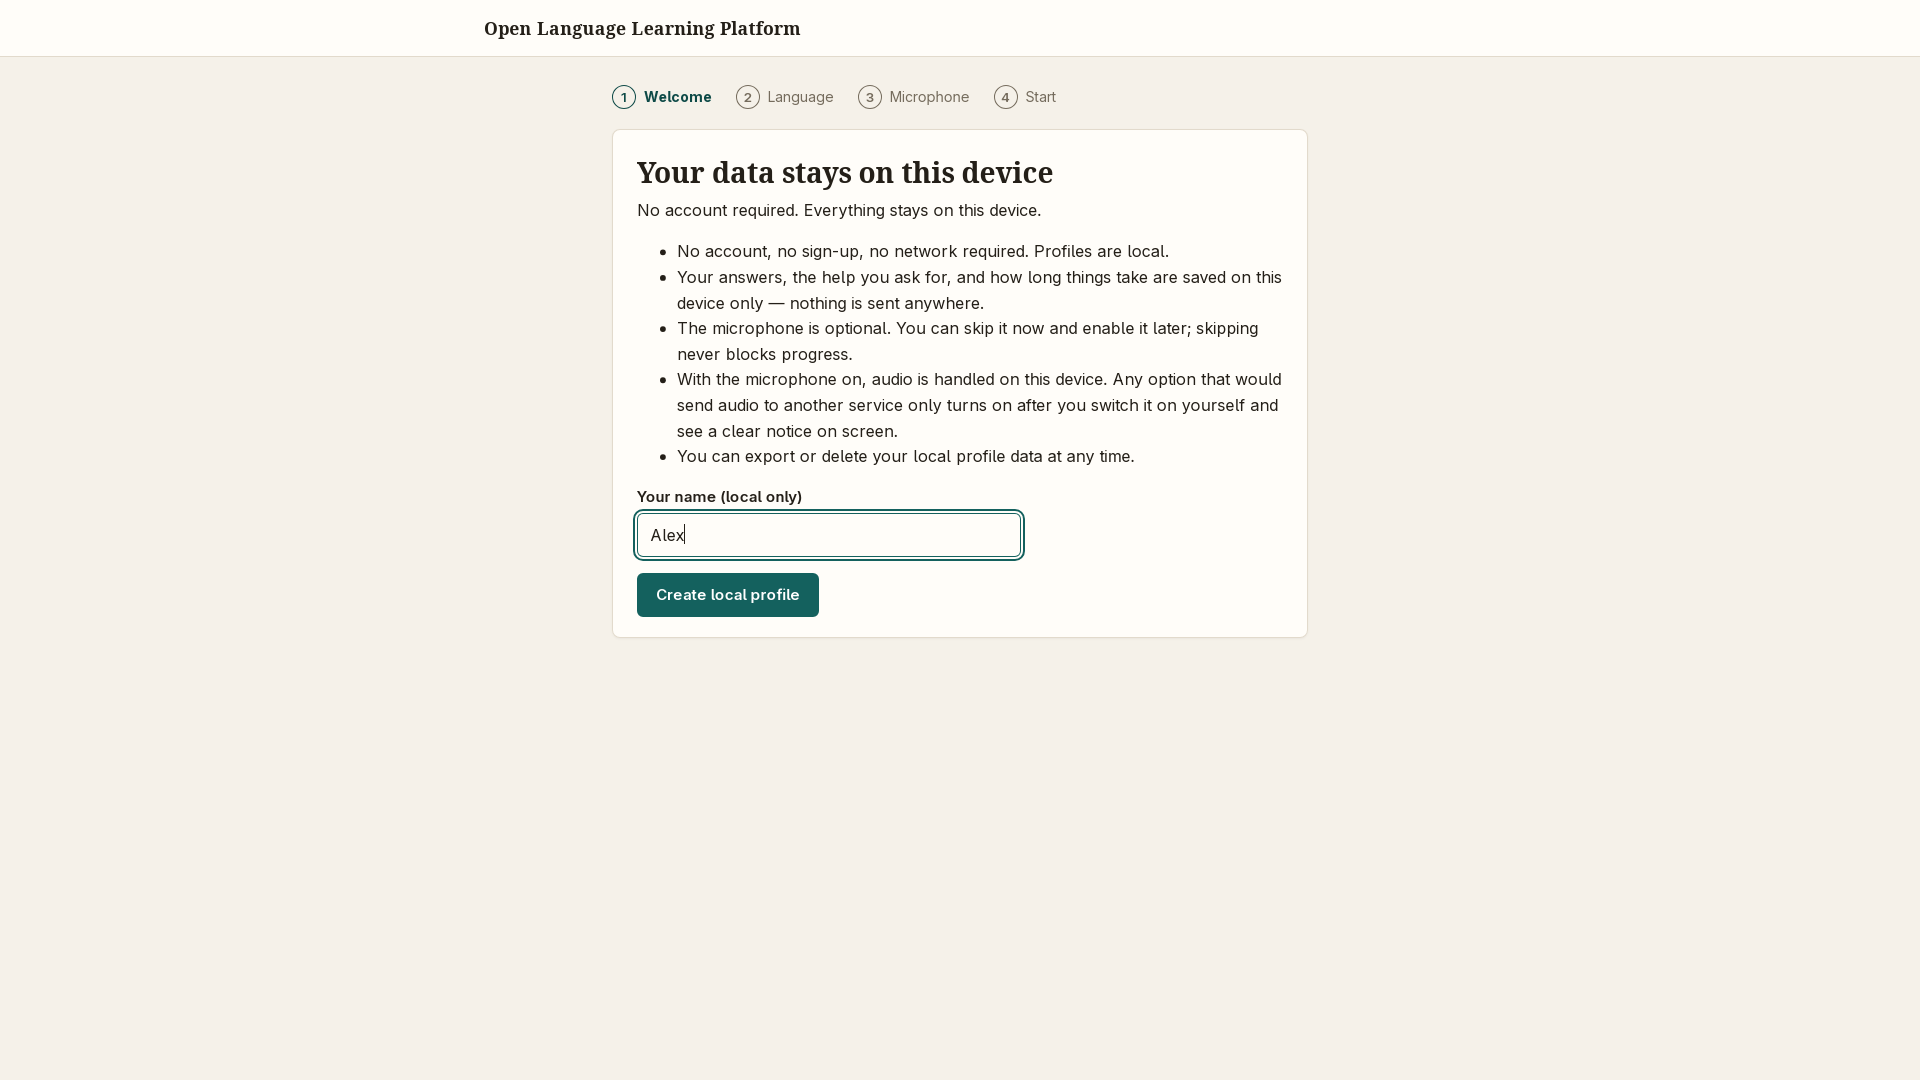 Open Language Learning Platform
1 Welcome 2 Language 3 Microphone 4 Start
Your data stays on this device
No account required. Everything stays on this device.
• No account, no sign-up, no network required. Profiles are local.
• Your answers, the help you ask for, and how long things take are saved on this
device only — nothing is sent anywhere.
• The microphone is optional. You can skip it now and enable it later; skipping
never blocks progress.
• With the microphone on, audio is handled on this device. Any option that would
send audio to another service only turns on after you switch it on yourself and
see a clear notice on screen.
• You can export or delete your local profile data at any time.
Your name (local only)
Alex
Create local profile